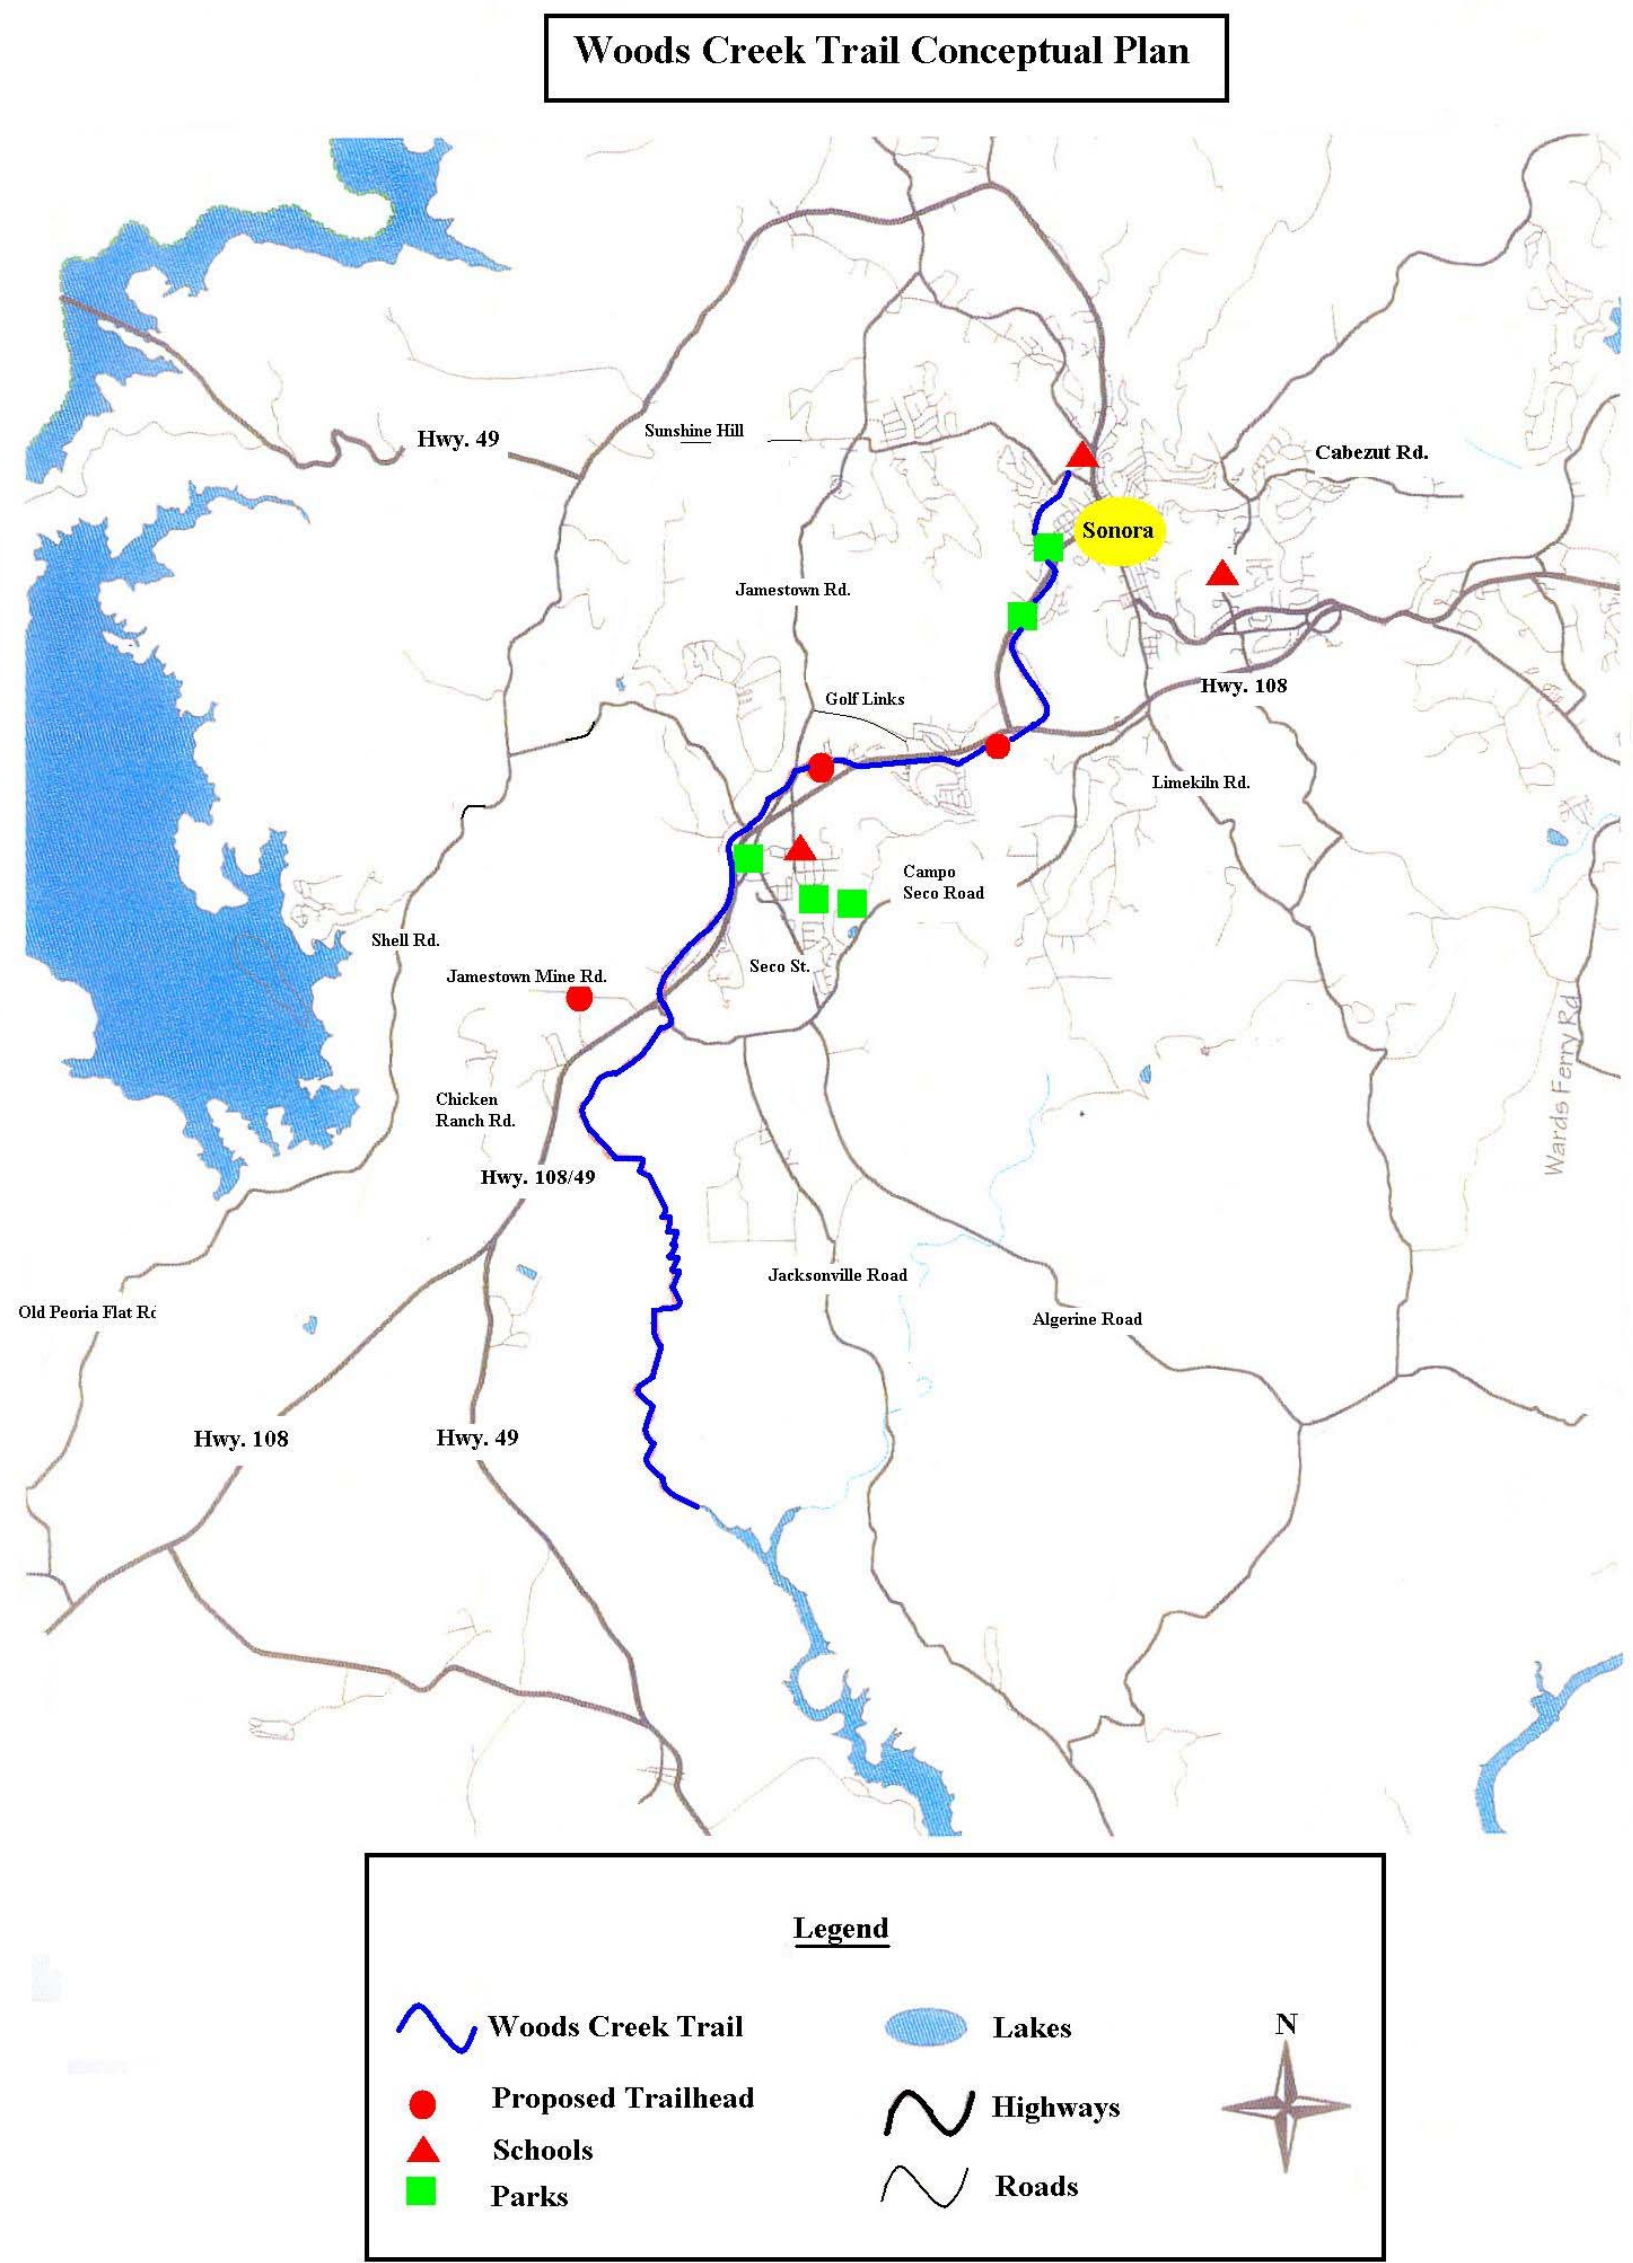 Woods Creek Trail Conceptual Plan
Hwy. 49
Sunshine Hill
Cabezut Rd.
Sonora
Jamestown Rd.
Hwy. 108
Golf Links
Limekiln Rd.
Campo
Seco Road
Shell Rd.
Seco St.
Jamestown Mine Rd.
Wards Ferry Rd
Chicken
Ranch Rd.
Hwy. 108/49
Jacksonville Road
Old Peoria Flat Rd
Algerine Road
Hwy. 108
Hwy. 49
Legend
Woods Creek Trail
Proposed Trailhead
Schools
Parks
Lakes
Highways
Roads
N